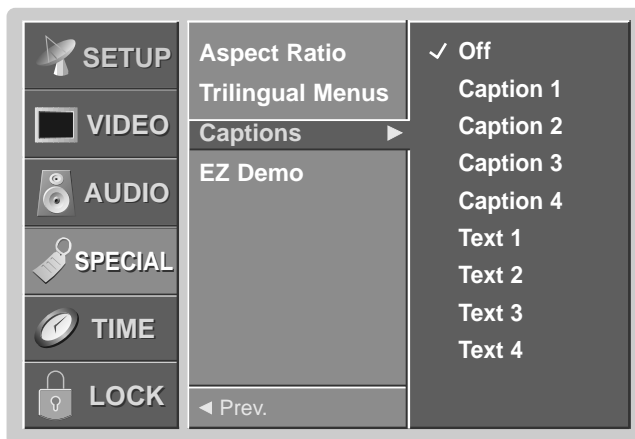 SETUP
VIDEO
AUDIO
SPECIAL
TIME
LOCK
Aspect Ratio
Trilingual Menus
Captions ►
EZ Demo
◄ Prev.
✓ Off
Caption 1
Caption 2
Caption 3
Caption 4
Text 1
Text 2
Text 3
Text 4